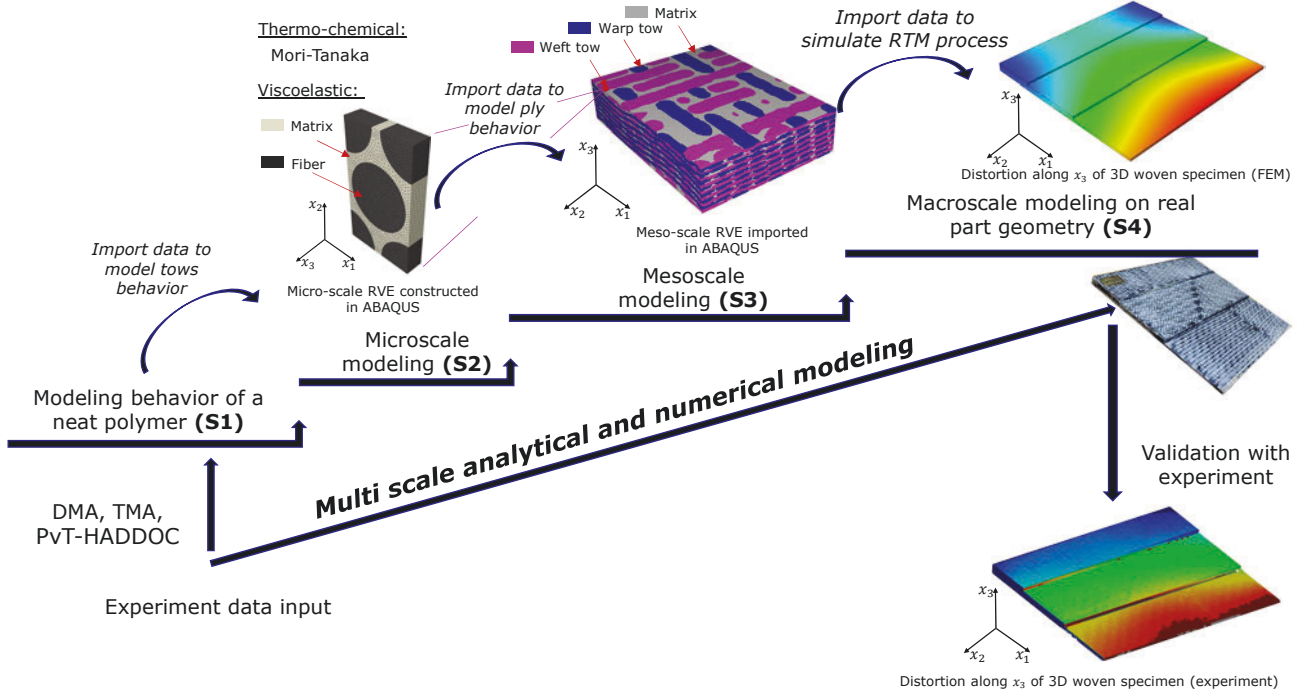 Thermo-chemical:
Mori-Tanaka
Viscoelastic:
Matrix
Fiber
x₂
x₃
x₁
Micro-scale RVE constructed
in ABAQUS
Import data to
model tows
behavior
Import data to
model ply
behavior
Matrix
Warp tow
Weft tow
x₃
x₂
x₁
Meso-scale RVE imported
in ABAQUS
Import data to
simulate RTM process
x₃
x₂
x₁
Distortion along x₃ of 3D woven specimen (FEM)
Macroscale modeling on real
part geometry (S4)
Mesoscale
modeling (S3)
Microscale
modeling (S2)
Modeling behavior of a
neat polymer (S1)
Multi scale analytical and numerical modeling
DMA, TMA,
PvT-HADDOC
Experiment data input
Validation with
experiment
x₃
x₂
x₁
Distortion along x₃ of 3D woven specimen (experiment)